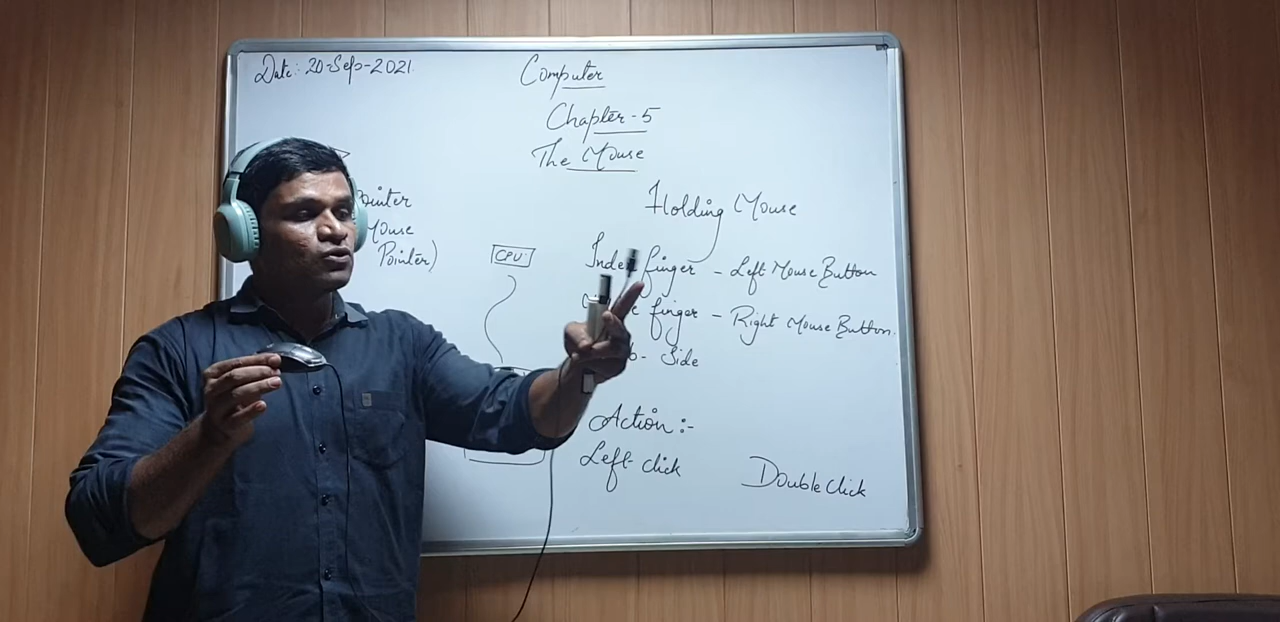 Date: 20-Sep-2021
Computer
Chapter-5
The Mouse
Pointer
Mouse
Pointer)
CPU
Holding Mouse
finger - Left Mouse Button
finger - Right Mouse Button.
Side
Action :-
Left click
Double click